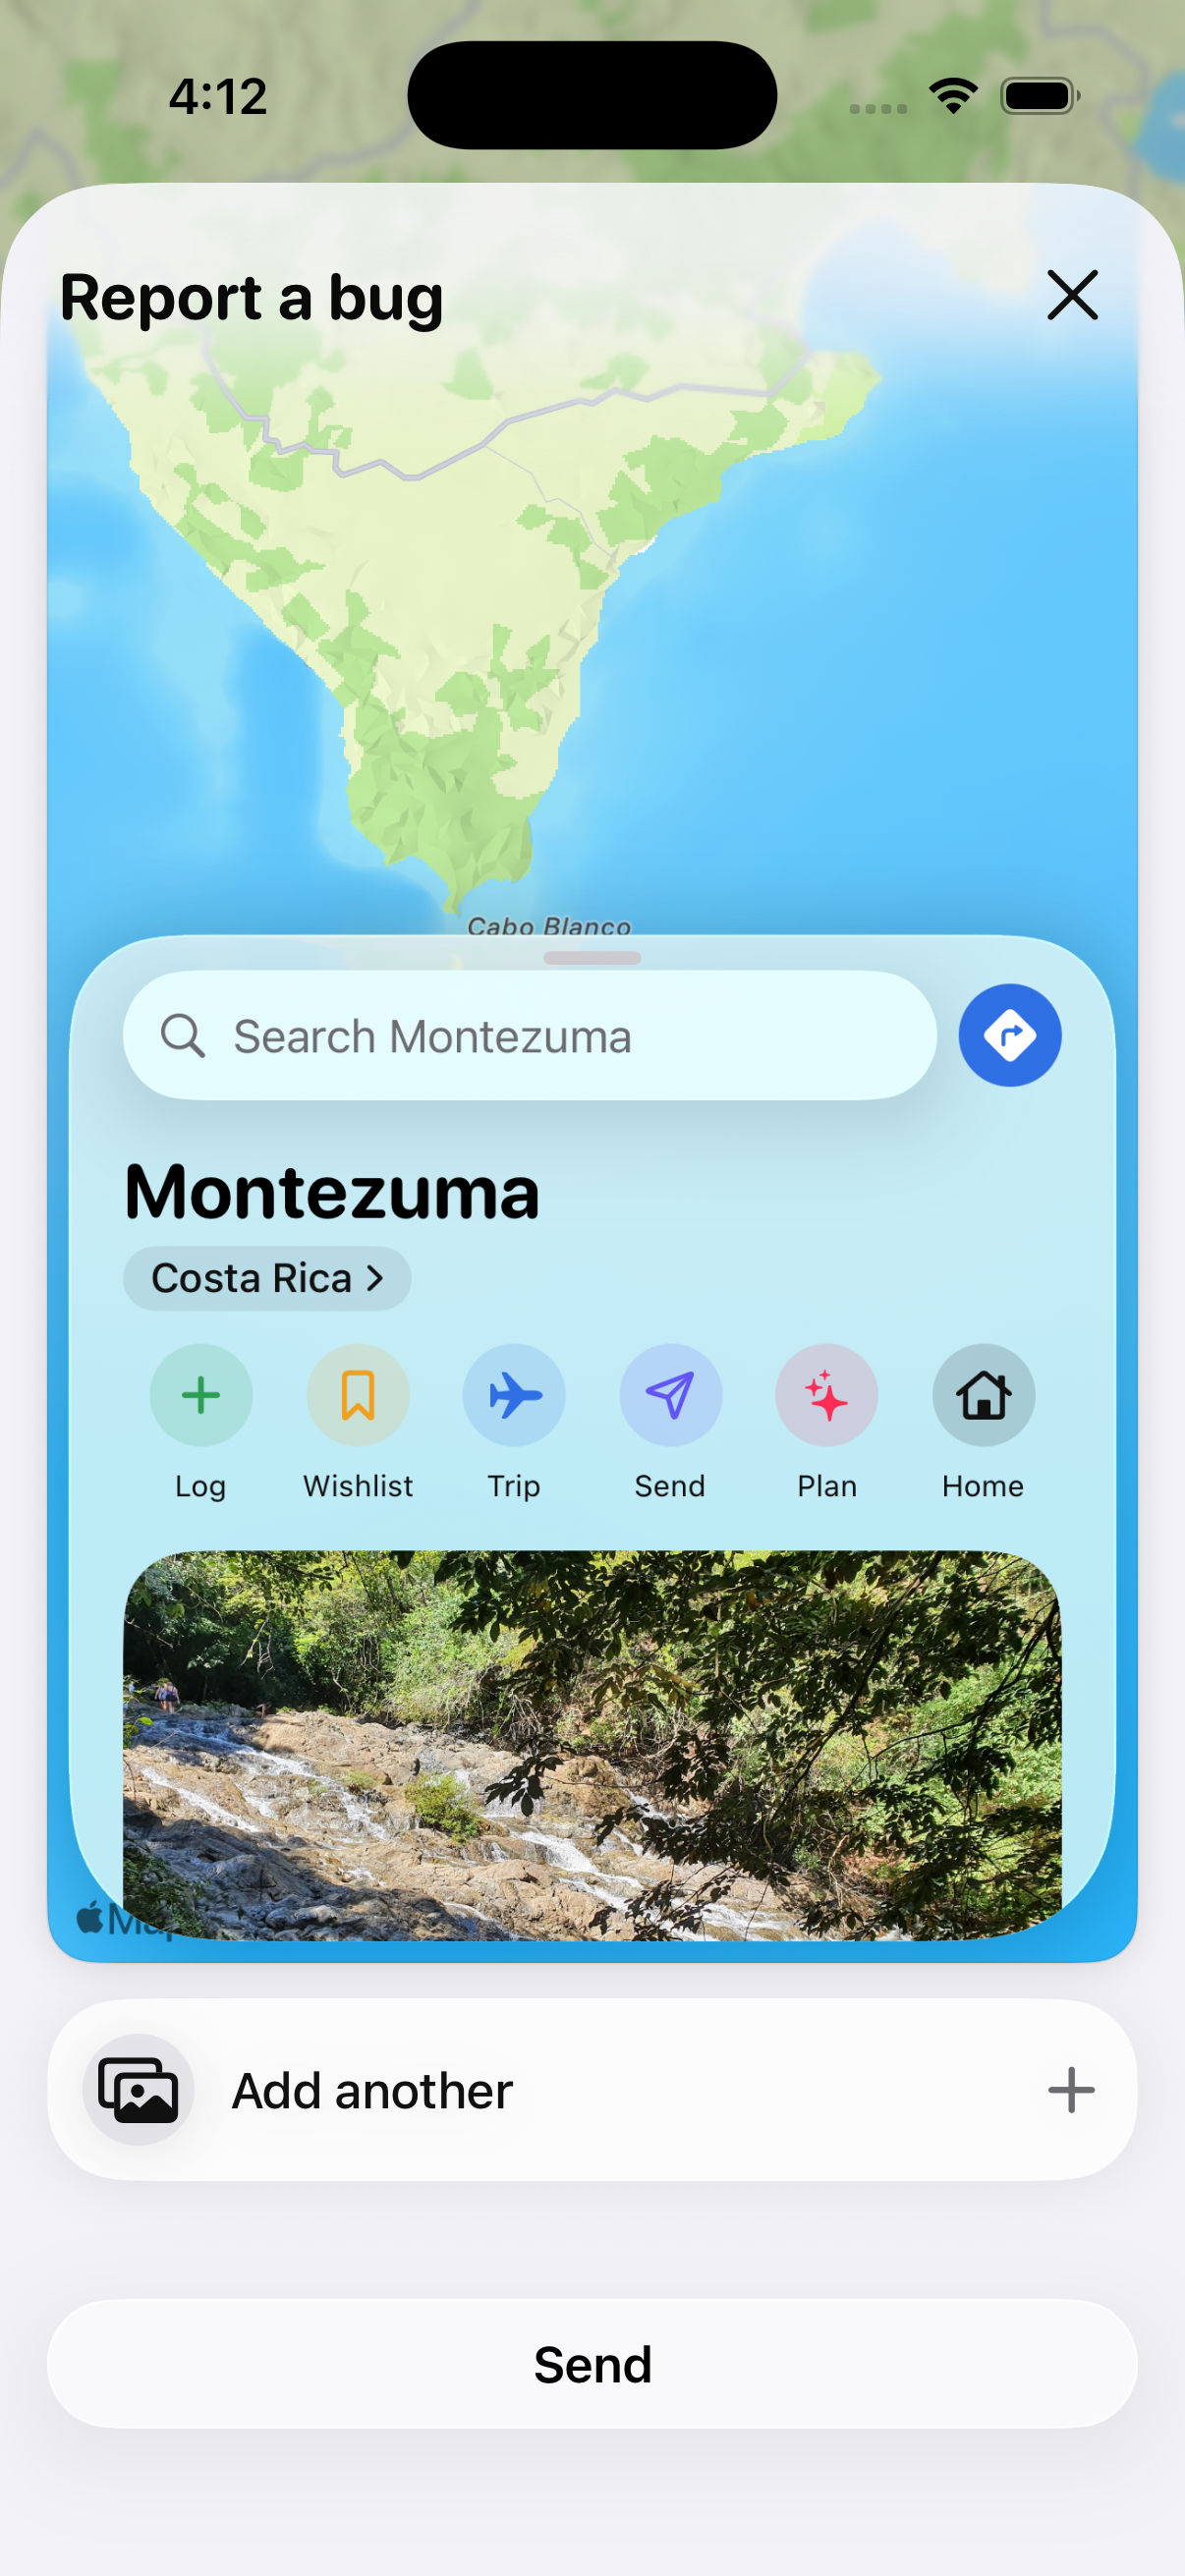 4:12
Report a bug
Cabo Blanco
Search Montezuma
Montezuma
Costa Rica
Log
Wishlist
Trip
Send
Plan
Home
Add another
Send